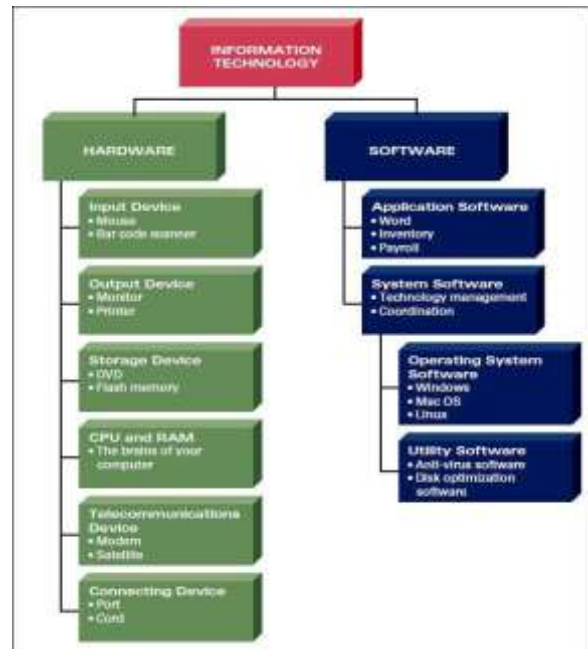 INFORMATION
TECHNOLOGY
HARDWARE
Input Device
• Mouse
• Bar code scanner
Output Device
• Monitor
• Printer
Storage Device
• DVD
• Flash memory
CPU and RAM
• The brains of your
computer
Telecommunications
Device
• Modem
• Satellite
Connecting Device
• Port
• Cord
SOFTWARE
Application Software
• Word
• Inventory
• Payroll
System Software
• Technology management
• Coordination
Operating System
Software
• Windows
• Mac OS
• Linux
Utility Software
• Anti-virus software
• Disk optimization
software